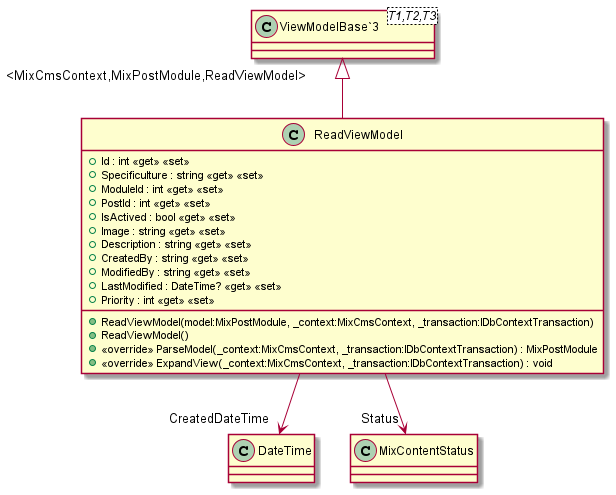 C ViewModelBase`3
T1,T2,T3
<MixCmsContext,MixPostModule,ReadViewModel>
C ReadViewModel
Id : int «get» «set»
Specificulture : string «get» «set»
ModuleId : int «get» «set»
PostId : int «get» «set»
IsActived : bool «get» «set»
Image : string «get» «set»
Description : string «get» «set»
CreatedBy : string «get» «set»
ModifiedBy : string «get» «set»
LastModified : DateTime? «get» «set»
Priority : int «get» «set»
ReadViewModel(model:MixPostModule, _context:MixCmsContext, _transaction:IDbContextTransaction)
ReadViewModel()
«override» ParseModel(_context:MixCmsContext, _transaction:IDbContextTransaction) : MixPostModule
«override» ExpandView(_context:MixCmsContext, _transaction:IDbContextTransaction) : void
CreatedDateTime
Status
C DateTime
C MixContentStatus